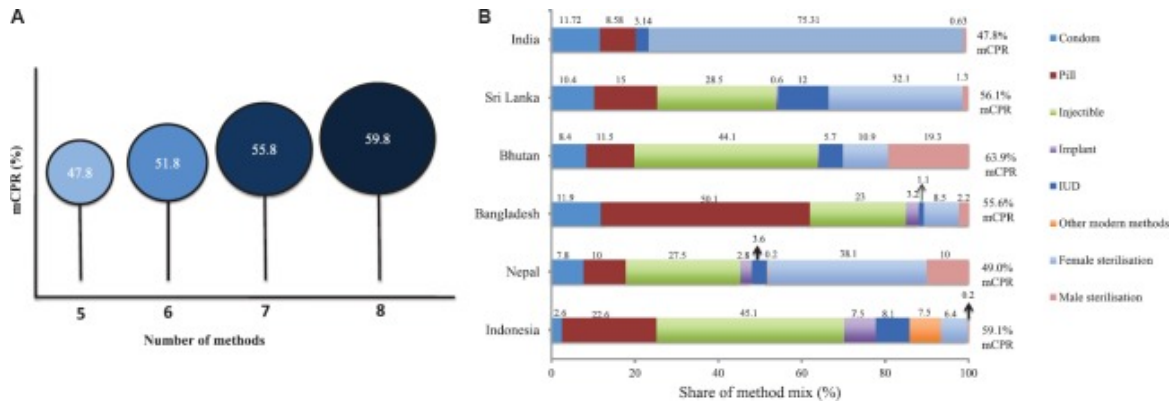 A
mCPR (%)
47.8
51.8
55.8
59.8
5 6 7 8
Number of methods
B
11.72 8.58 3.14 75.31 0.63
India
47.8%
mCPR
10.4 15 28.5 0.6 12 32.1 1.3
Sri Lanka
56.1%
mCPR
8.4 11.5 44.1 5.7 10.9 19.3
Bhutan
63.9%
mCPR
1.1
11.9 50.1 23 3.2 8.5 2.2
Bangladesh
55.6%
mCPR
3.6
7.8 10 27.5 2.8 0.2 38.1 10
Nepal
49.0%
mCPR
0.2
2.6 22.6 45.1 7.5 8.1 7.5 6.4
Indonesia
59.1%
mCPR
0 20 40 60 80 100
Share of method mix (%)
Condom
Pill
Injectible
Implant
IUD
Other modern methods
Female sterilisation
Male sterilisation